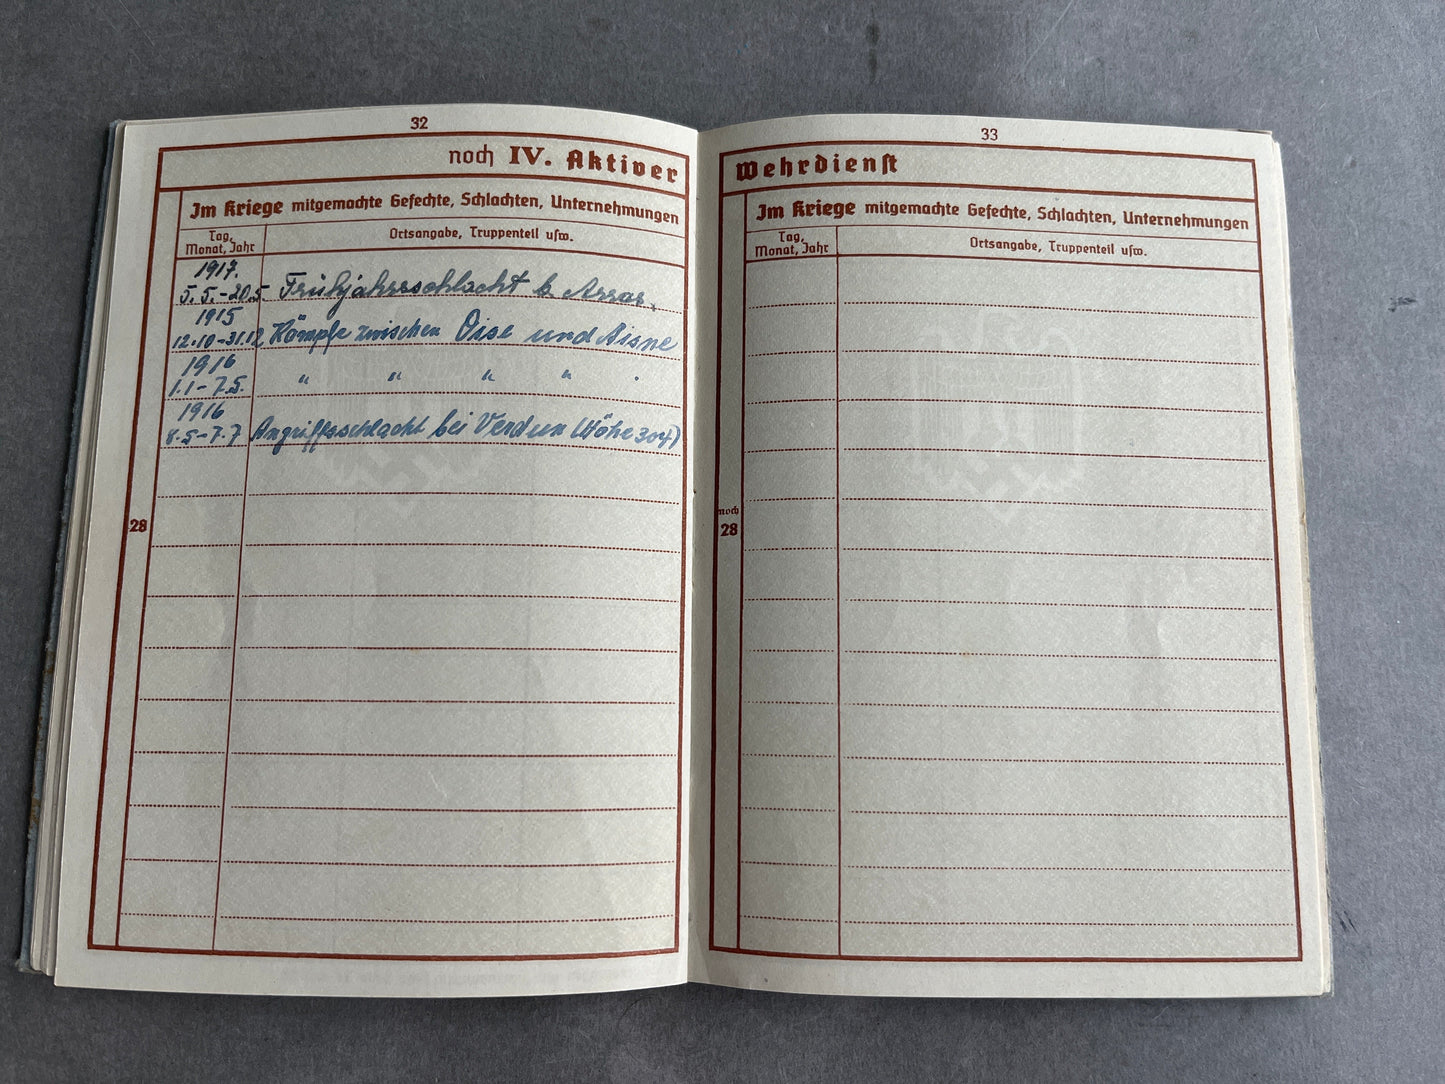 32
noch IV. Aktiver
Im Kriege mitgemachte Gefechte, Schlachten, Unternehmungen
Tag, Monat, Jahr
Ortsangabe, Truppenteil usw.
1917.
5.5.-20.5 Frühjahrsschlacht b. Arras.
1915
12.10-31.12 Kämpfe zwischen Oise und Aisne
1916
1.1-7.5. " " " " .
1916
8.5-7.7 Angriffsschlacht bei Verdun (Höhe 304)
28
33
Wehrdienst
Im Kriege mitgemachte Gefechte, Schlachten, Unternehmungen
Tag, Monat, Jahr
Ortsangabe, Truppenteil usw.
noch
28